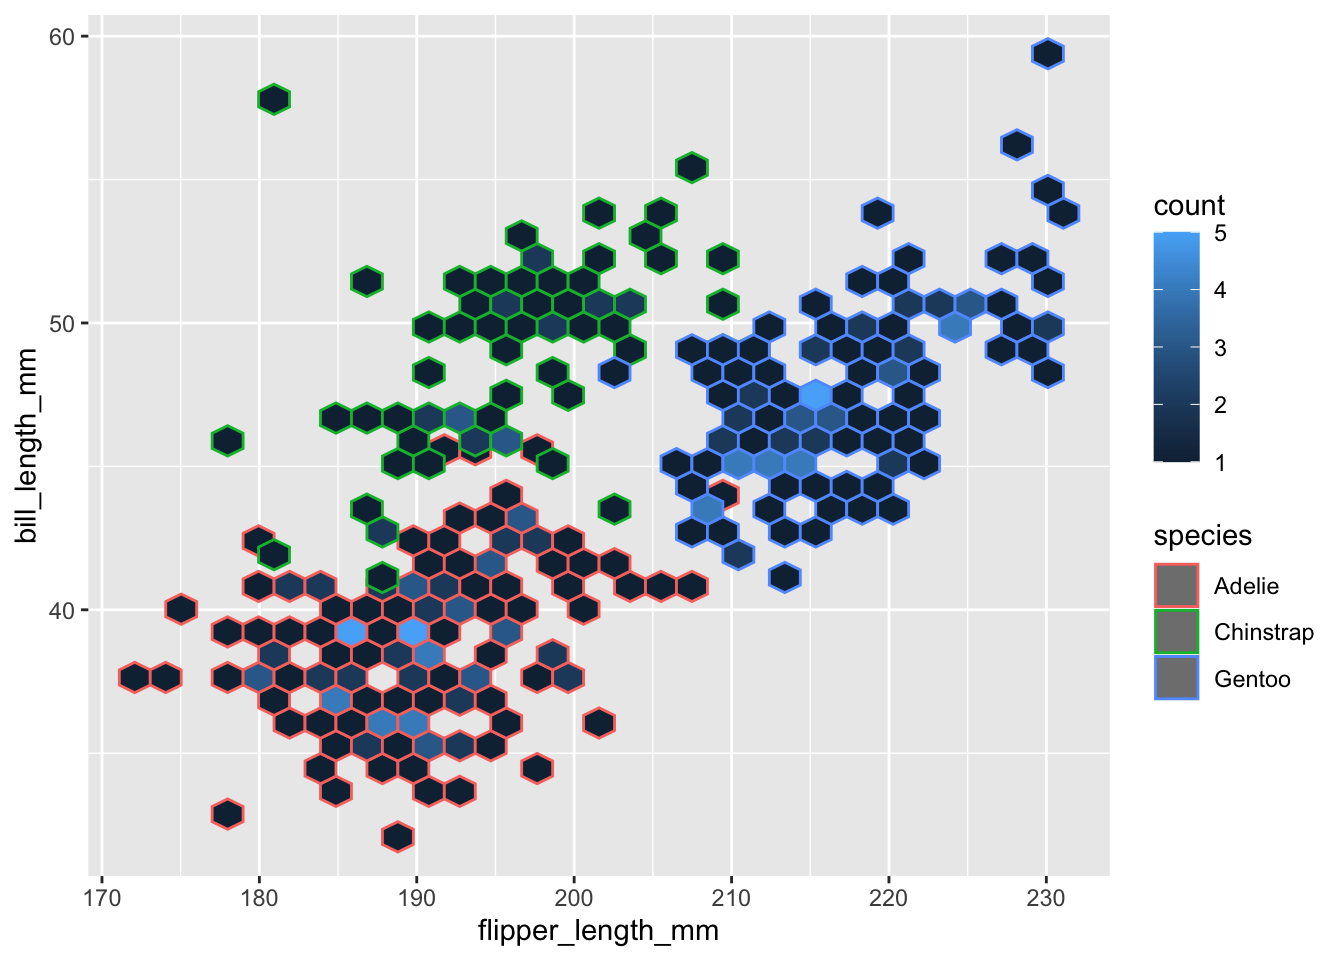 60
50
40
bill_length_mm
170 180 190 200 210 220 230
flipper_length_mm
count
5
4
3
2
1
species
Adelie
Chinstrap
Gentoo